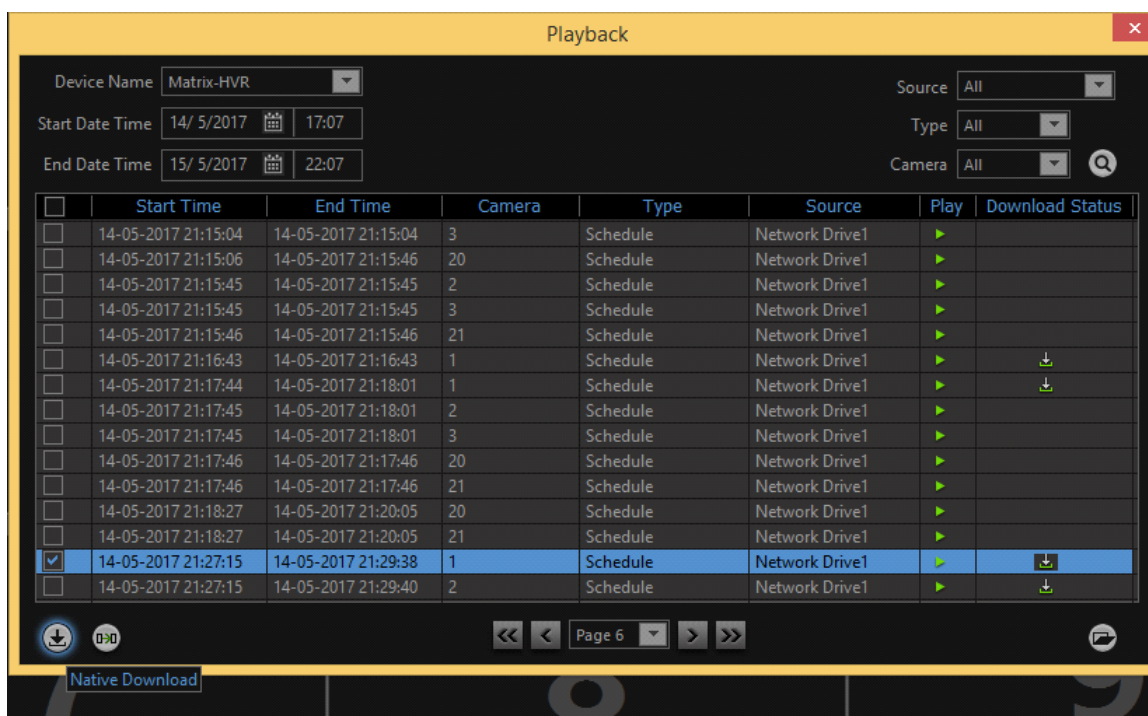 Playback
Device Name Matrix-HVR Source All
Start Date Time 14/ 5/2017 17:07 Type All
End Date Time 15/ 5/2017 22:07 Camera All
Start Time End Time Camera Type Source Play Download Status
14-05-2017 21:15:04 14-05-2017 21:15:04 3 Schedule Network Drive1
14-05-2017 21:15:06 14-05-2017 21:15:46 20 Schedule Network Drive1
14-05-2017 21:15:45 14-05-2017 21:15:45 2 Schedule Network Drive1
14-05-2017 21:15:45 14-05-2017 21:15:45 3 Schedule Network Drive1
14-05-2017 21:15:46 14-05-2017 21:15:46 21 Schedule Network Drive1
14-05-2017 21:16:43 14-05-2017 21:16:43 1 Schedule Network Drive1
14-05-2017 21:17:44 14-05-2017 21:18:01 1 Schedule Network Drive1
14-05-2017 21:17:45 14-05-2017 21:18:01 2 Schedule Network Drive1
14-05-2017 21:17:45 14-05-2017 21:18:01 3 Schedule Network Drive1
14-05-2017 21:17:46 14-05-2017 21:17:46 20 Schedule Network Drive1
14-05-2017 21:17:46 14-05-2017 21:17:46 21 Schedule Network Drive1
14-05-2017 21:18:27 14-05-2017 21:20:05 20 Schedule Network Drive1
14-05-2017 21:18:27 14-05-2017 21:20:05 21 Schedule Network Drive1
14-05-2017 21:27:15 14-05-2017 21:29:38 1 Schedule Network Drive1
14-05-2017 21:27:15 14-05-2017 21:29:40 2 Schedule Network Drive1
Page 6
Native Download